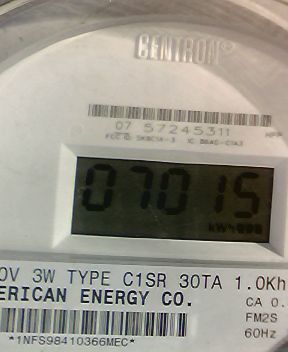 CENTRON®
07 57245311
07015
0V 3W TYPE C1SR 30TA 1.0Kh
ERICAN ENERGY CO.
CA 0.
FM2S
60Hz
*1NFS98410366MEC*